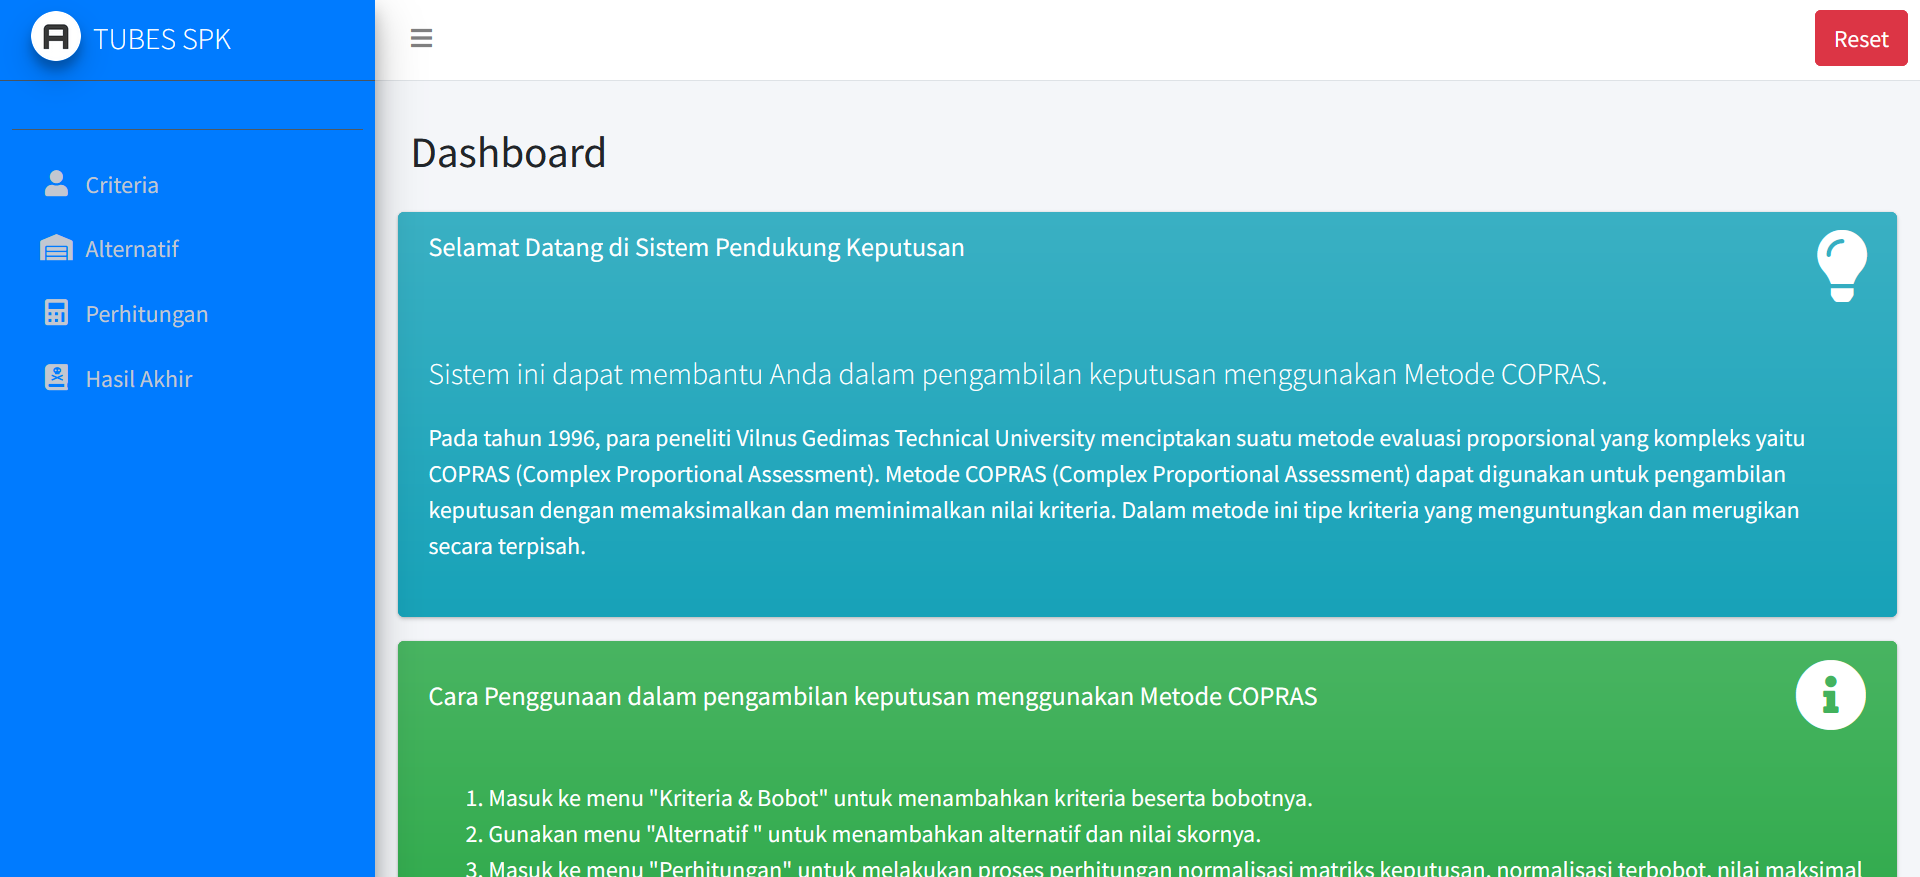 TUBES SPK
Reset
Criteria
Alternatif
Perhitungan
Hasil Akhir
Dashboard
Selamat Datang di Sistem Pendukung Keputusan
Sistem ini dapat membantu Anda dalam pengambilan keputusan menggunakan Metode COPRAS.
Pada tahun 1996, para peneliti Vilnus Gedimas Technical University menciptakan suatu metode evaluasi proporsional yang kompleks yaitu
COPRAS (Complex Proportional Assessment). Metode COPRAS (Complex Proportional Assessment) dapat digunakan untuk pengambilan
keputusan dengan memaksimalkan dan meminimalkan nilai kriteria. Dalam metode ini tipe kriteria yang menguntungkan dan merugikan
secara terpisah.
Cara Penggunaan dalam pengambilan keputusan menggunakan Metode COPRAS
1. Masuk ke menu "Kriteria & Bobot" untuk menambahkan kriteria beserta bobotnya.
2. Gunakan menu "Alternatif " untuk menambahkan alternatif dan nilai skornya.
3. Masuk ke menu "Perhitungan" untuk melakukan proses perhitungan normalisasi matriks keputusan, normalisasi terbobot, nilai maksimal